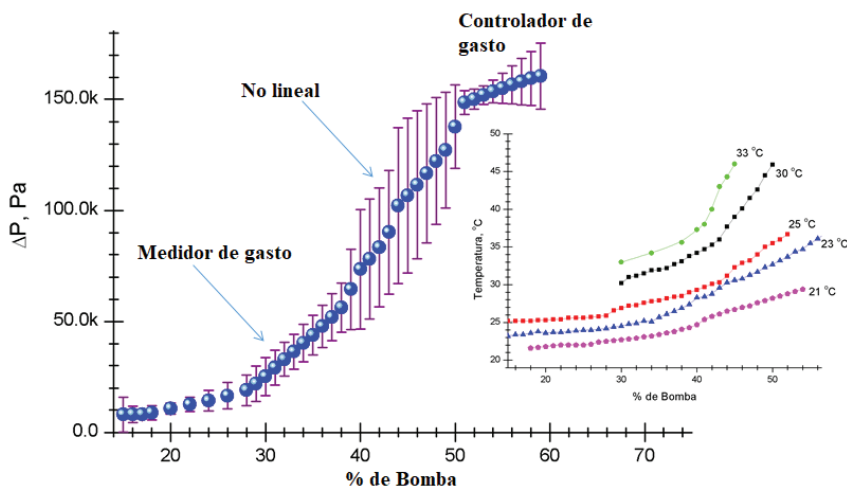 Controlador de
gasto
No lineal
Medidor de gasto
ΔP, Pa
150.0k
100.0k
50.0k
0.0
20
30
40
50
60
70
% de Bomba
Temperatura, °C
50
45
40
35
30
25
20
33 °C
30 °C
25 °C
23 °C
21 °C
20
30
40
50
% de Bomba